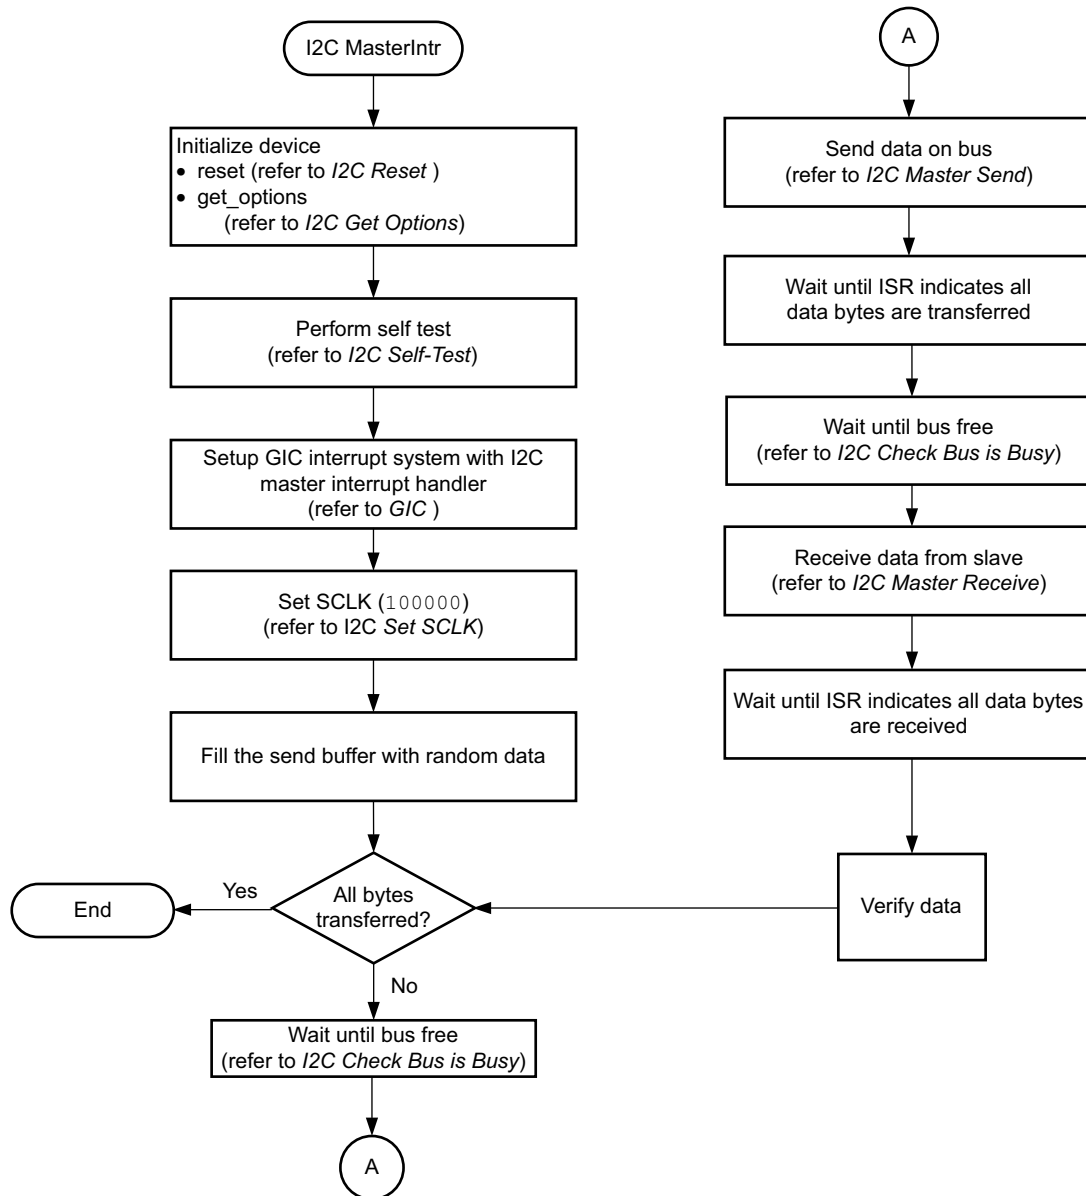 I2C MasterIntr
Initialize device
• reset (refer to I2C Reset )
• get_options
(refer to I2C Get Options)
Perform self test
(refer to I2C Self-Test)
Setup GIC interrupt system with I2C
master interrupt handler
(refer to GIC )
Set SCLK (100000)
(refer to I2C Set SCLK)
Fill the send buffer with random data
All bytes
transferred?
Yes
End
No
Wait until bus free
(refer to I2C Check Bus is Busy)
A
A
Send data on bus
(refer to I2C Master Send)
Wait until ISR indicates all
data bytes are transferred
Wait until bus free
(refer to I2C Check Bus is Busy)
Receive data from slave
(refer to I2C Master Receive)
Wait until ISR indicates all data bytes
are received
Verify data